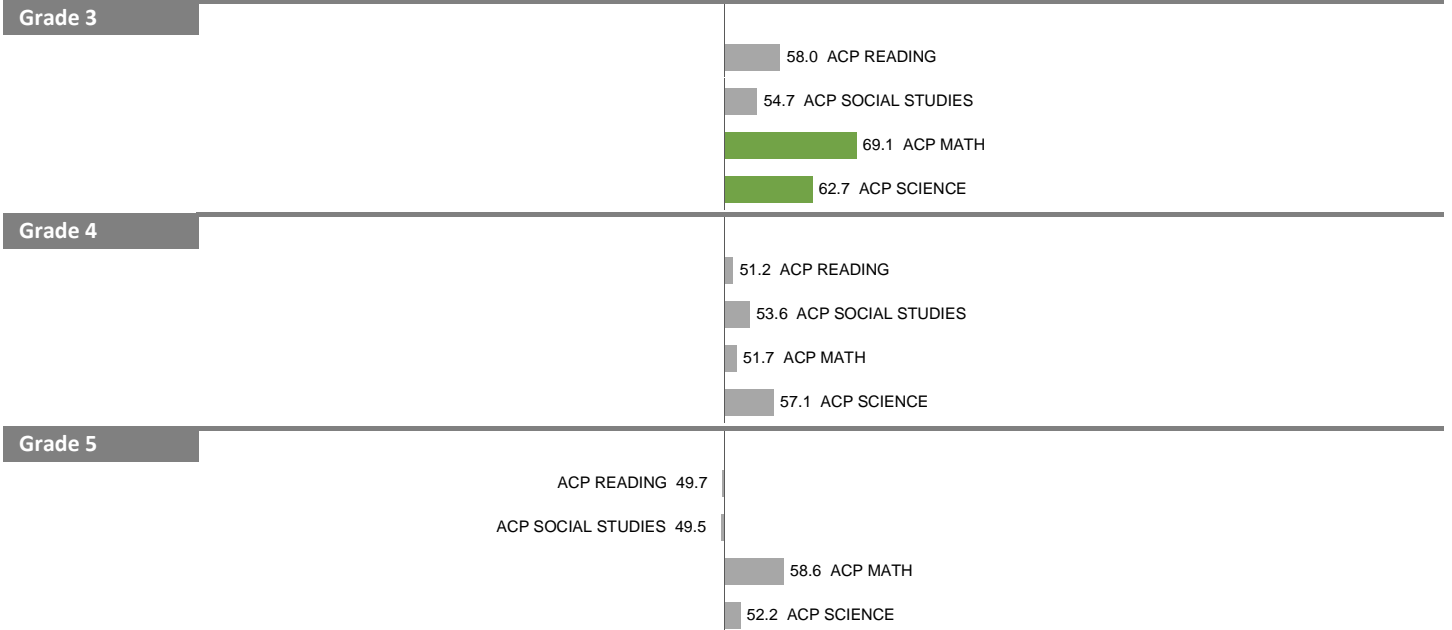 Grade 3
58.0 ACP READING
54.7 ACP SOCIAL STUDIES
69.1 ACP MATH
62.7 ACP SCIENCE
Grade 4
51.2 ACP READING
53.6 ACP SOCIAL STUDIES
51.7 ACP MATH
57.1 ACP SCIENCE
Grade 5
ACP READING 49.7
ACP SOCIAL STUDIES 49.5
58.6 ACP MATH
52.2 ACP SCIENCE